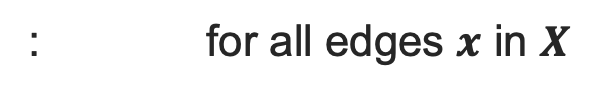 : for all edges x in X